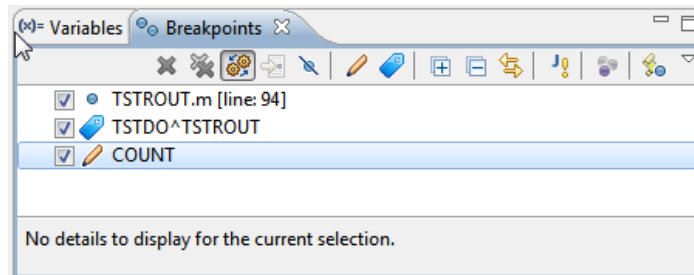 (x)= Variables Breakpoints
TSTROUT.m [line: 94]
TSTDO^TSTROUT
COUNT
No details to display for the current selection.